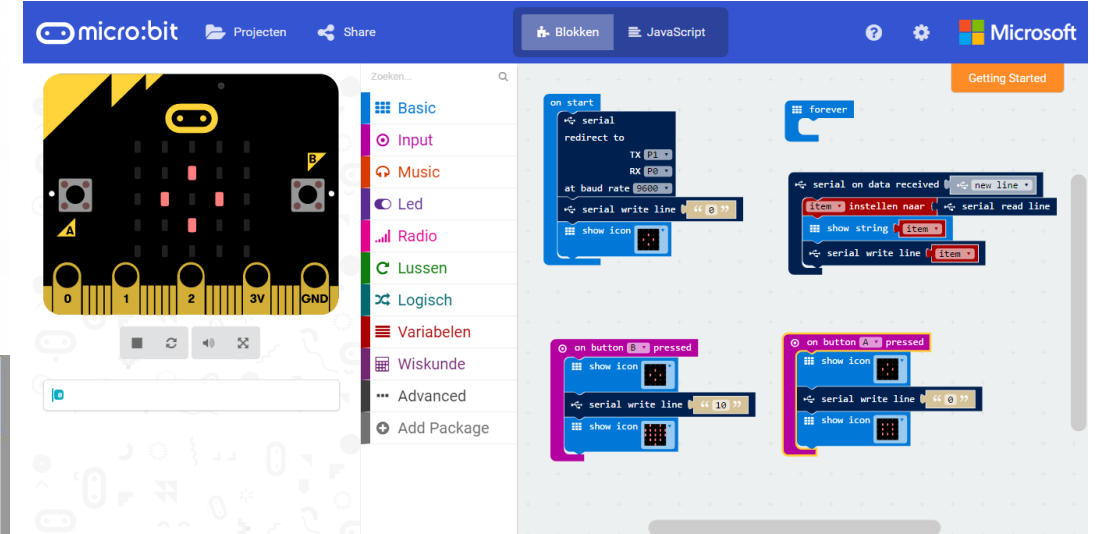 micro:bit
Projecten
Share
Blokken
JavaScript
Microsoft
Getting Started
B
A
0 1 2 3V GND
Zoeken...
Basic
Input
Music
Led
Radio
Lussen
Logisch
Variabelen
Wiskunde
Advanced
Add Package
on start
serial
redirect to
TX P1
RX P0
at baud rate 9600
serial write line “ 0 ”
show icon
forever
serial on data received new line
item instellen naar serial read line
show string item
serial write line item
on button B pressed
show icon
serial write line “ 10 ”
show icon
on button A pressed
show icon
serial write line “ 0 ”
show icon